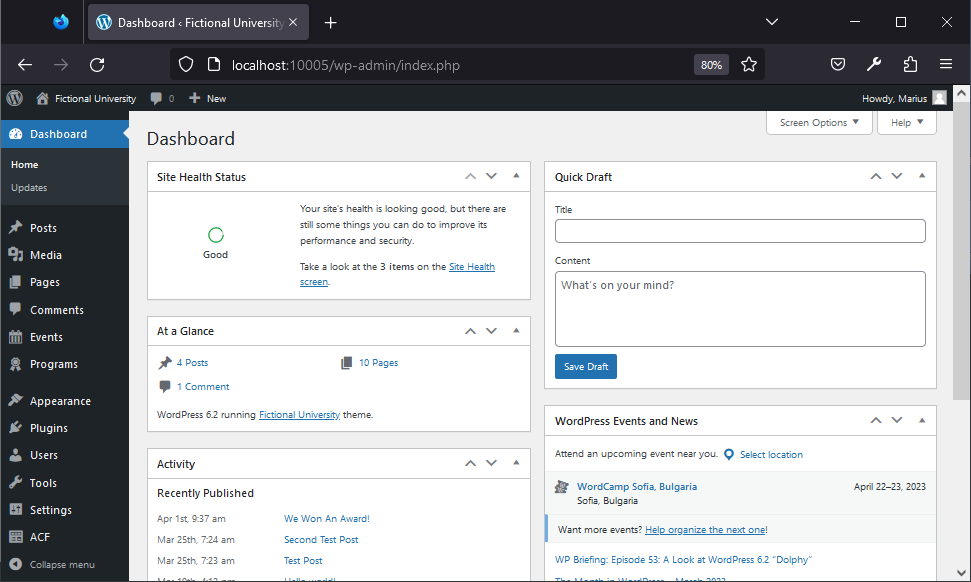 Dashboard ‹ Fictional University
localhost:10005/wp-admin/index.php
80%
Fictional University
0
New
Howdy, Marius
Dashboard
Home
Updates
Posts
Media
Pages
Comments
Events
Programs
Appearance
Plugins
Users
Tools
Settings
ACF
Collapse menu
Screen Options ▼
Help ▼
Dashboard
Site Health Status
Good
Your site's health is looking good, but there are
still some things you can do to improve its
performance and security.
Take a look at the 3 items on the Site Health
screen.
At a Glance
4 Posts
10 Pages
1 Comment
WordPress 6.2 running Fictional University theme.
Activity
Recently Published
Apr 1st, 9:37 am
We Won An Award!
Mar 25th, 7:24 am
Second Test Post
Mar 25th, 7:23 am
Test Post
Hello world!
Quick Draft
Title
Content
What's on your mind?
Save Draft
WordPress Events and News
Attend an upcoming event near you.
Select location
WordCamp Sofia, Bulgaria
April 22–23, 2023
Sofia, Bulgaria
Want more events? Help organize the next one!
WP Briefing: Episode 53: A Look at WordPress 6.2 “Dolphy”
The Month in WordPress – March 2023